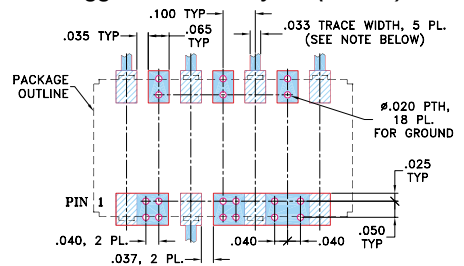 .100 TYP
.035
TYP
.065
TYP
.033 TRACE WIDTH, 5 PL.
(SEE NOTE BELOW)
PACKAGE
OUTLINE
ø.020 PTH,
18 PL.
FOR GROUND
PIN 1
.025
TYP
.050
TYP
.040, 2 PL.
.040
.040
.037, 2 PL.